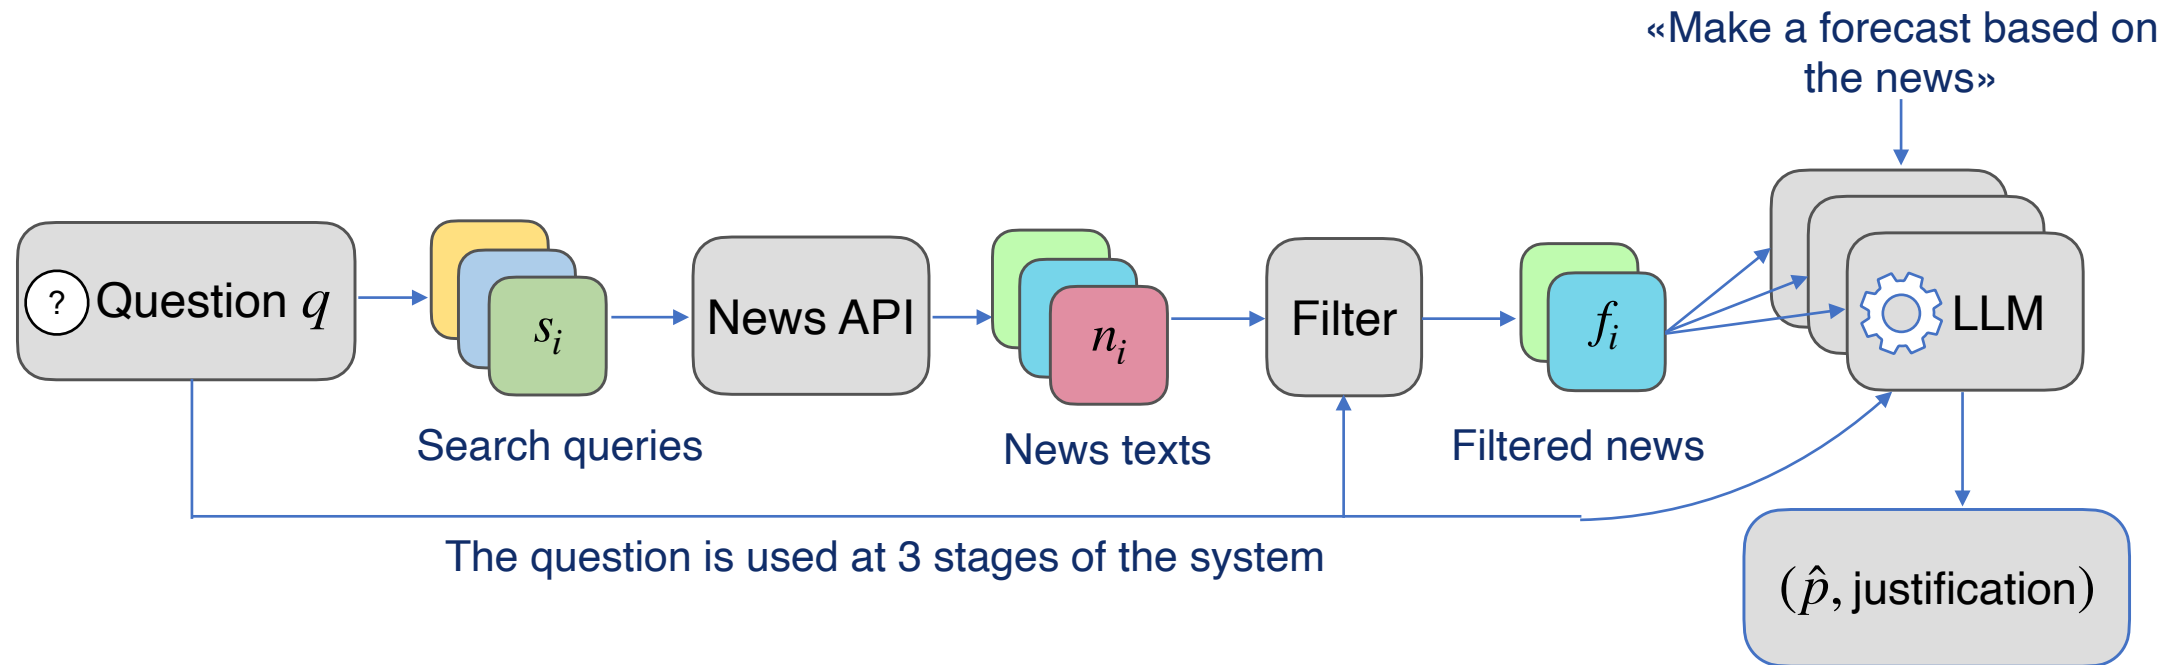 «Make a forecast based on
the news»
? Question q
s_i
News API
n_i
Filter
f_i
LLM
Search queries
News texts
Filtered news
The question is used at 3 stages of the system
(p̂, justification)